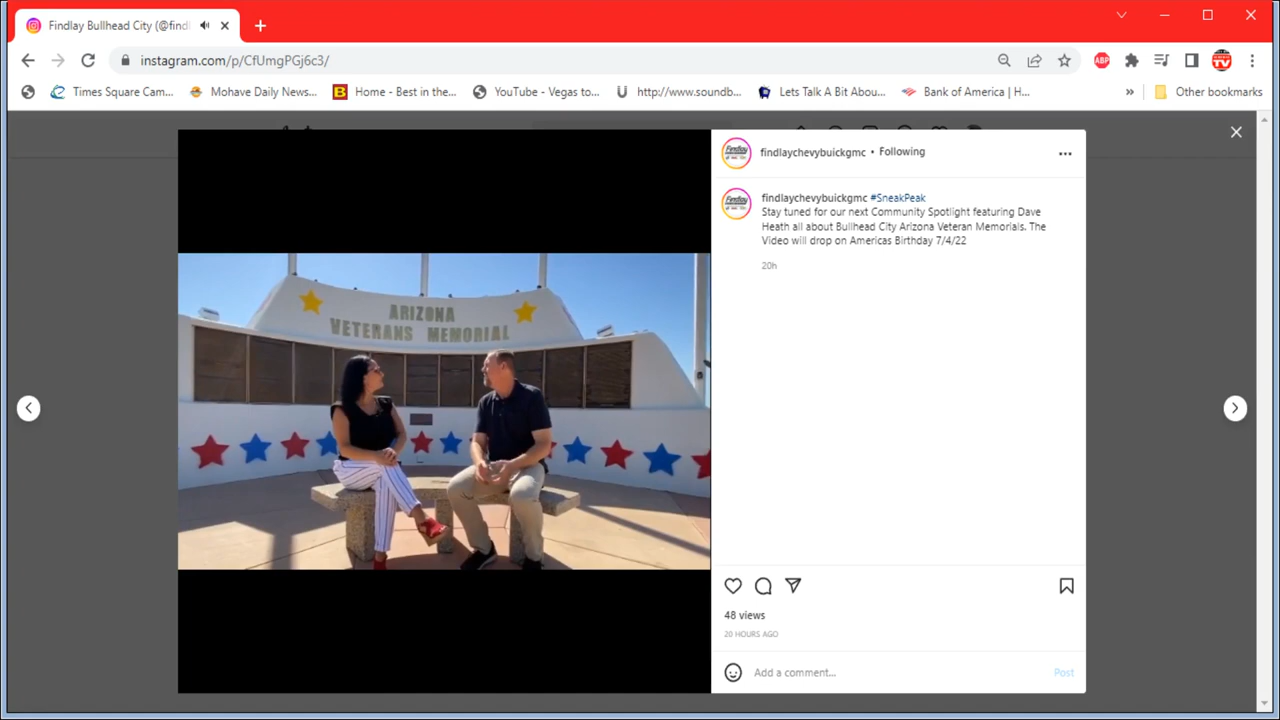 Findlay Bullhead City (@findl
instagram.com/p/CfUmgPGj6c3/
ABP
TV
Times Square Cam...
Mohave Daily News...
B
Home - Best in the...
YouTube - Vegas to...
http://www.soundb...
Lets Talk A Bit Abou...
Bank of America | H...
»
Other bookmarks
findlaychevybuickgmc • Following
findlaychevybuickgmc #SneakPeak
Stay tuned for our next Community Spotlight featuring Dave
Heath all about Bullhead City Arizona Veteran Memorials. The
Video will drop on Americas Birthday 7/4/22
20h
ARIZONA
VETERANS MEMORIAL
48 views
20 HOURS AGO
Add a comment...
Post